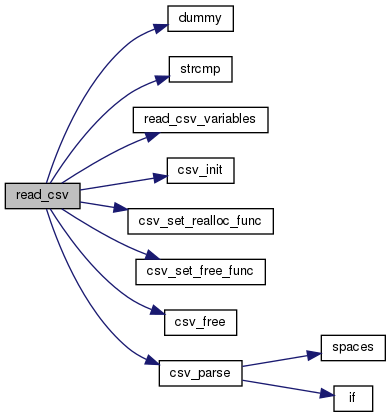 dummy
strcmp
read_csv_variables
csv_init
read_csv
csv_set_realloc_func
csv_set_free_func
csv_free
spaces
csv_parse
if